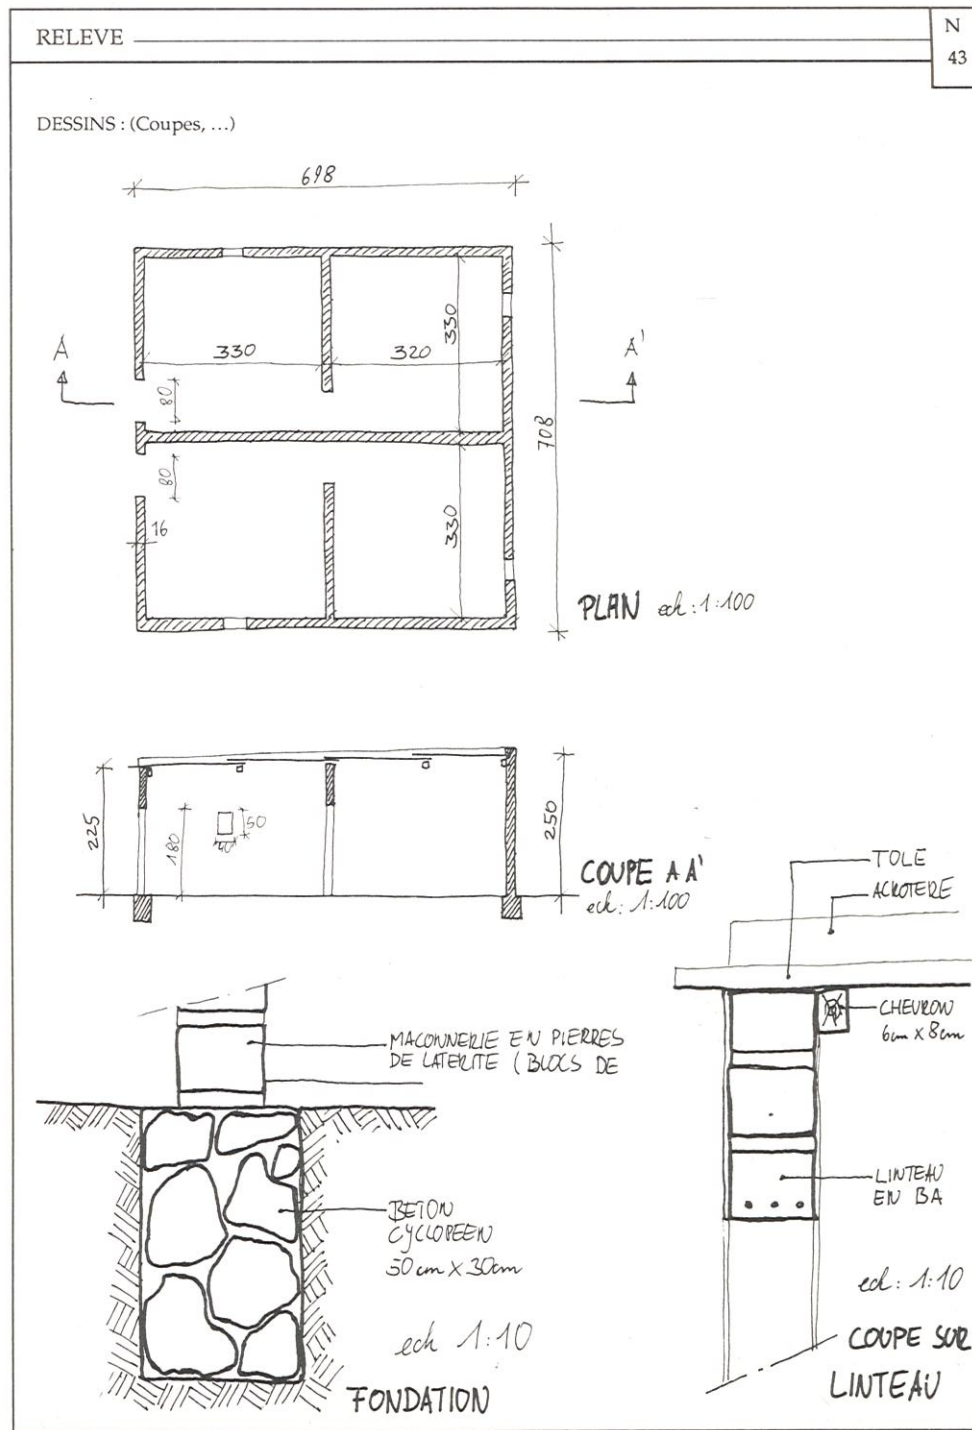 RELEVE
N
43
DESSINS : (Coupes, ...)
698
A
A'
330
320
330
80
708
80
330
16
PLAN ech: 1:100
225
180
50
40
250
COUPE A A'
ech: 1:100
TOLE
ACROTERE
CHEVRON
6cm X 8cm
MACONNERIE EN PIERRES
DE LATERITE (BLOCS DE
LINTEAU
EN BA
BETON
CYCLOPEEN
50 cm X 30cm
ech: 1:10
ech 1:10
COUPE SUR
LINTEAU
FONDATION